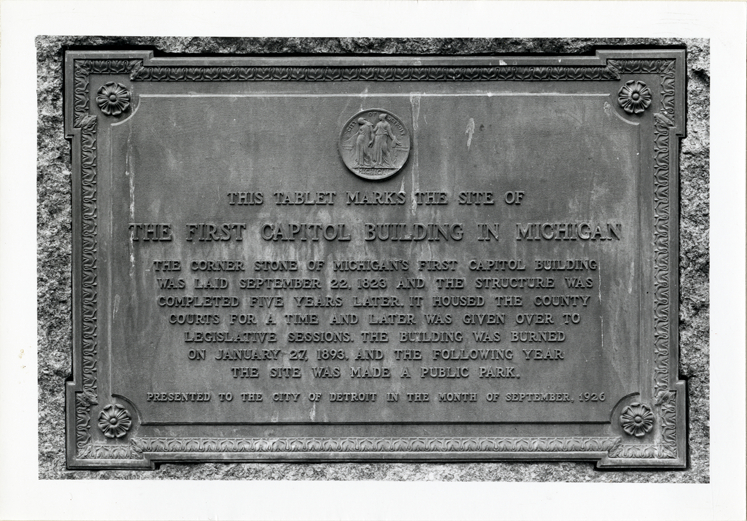 THIS TABLET MARKS THE SITE OF
THE FIRST CAPITOL BUILDING IN MICHIGAN
THE CORNER STONE OF MICHIGAN'S FIRST CAPITOL BUILDING
WAS LAID SEPTEMBER 22, 1823 AND THE STRUCTURE WAS
COMPLETED FIVE YEARS LATER. IT HOUSED THE COUNTY
COURTS FOR A TIME AND LATER WAS GIVEN OVER TO
LEGISLATIVE SESSIONS. THE BUILDING WAS BURNED
ON JANUARY 27, 1893, AND THE FOLLOWING YEAR
THE SITE WAS MADE A PUBLIC PARK.
PRESENTED TO THE CITY OF DETROIT IN THE MONTH OF SEPTEMBER, 1926